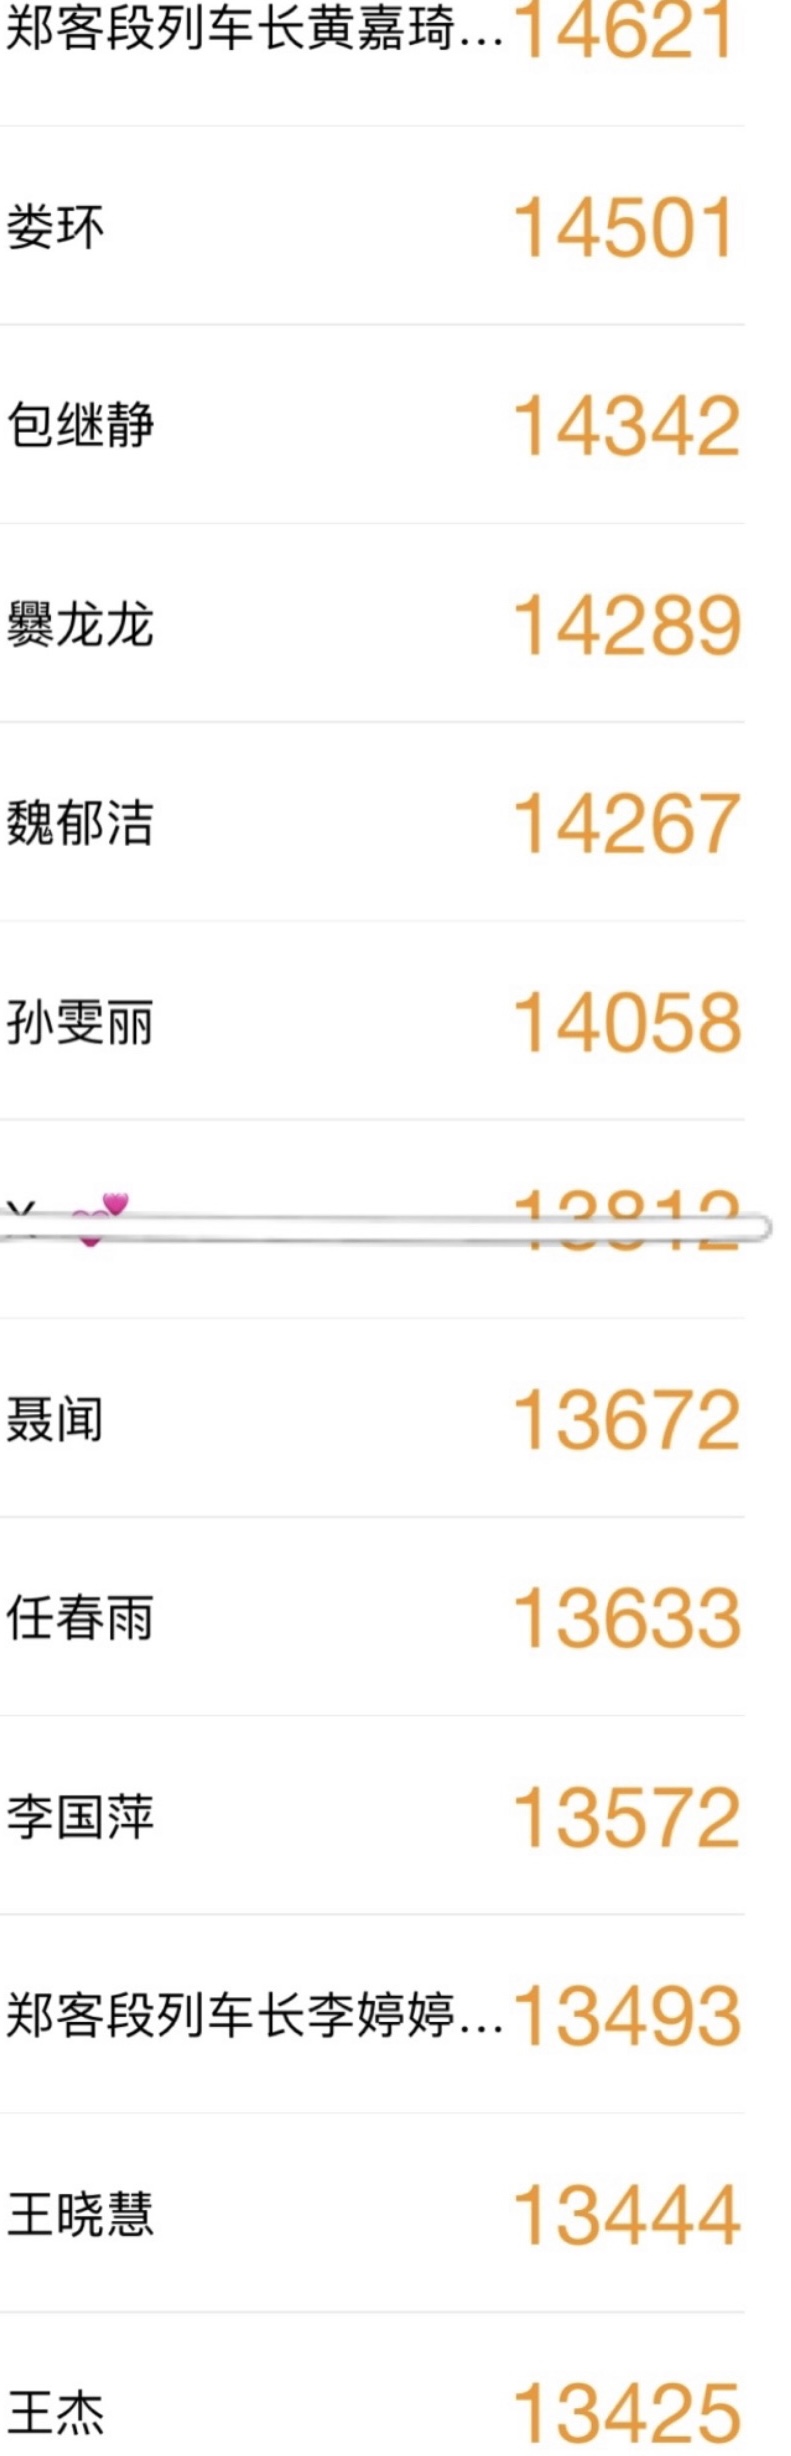 郑客段列车长黄嘉琦... 14621
娄环 14501
包继静 14342
爨龙龙 14289
魏郁洁 14267
孙雯丽 14058
13812
聂闻 13672
任春雨 13633
李国萍 13572
郑客段列车长李婷婷... 13493
王晓慧 13444
王杰 13425